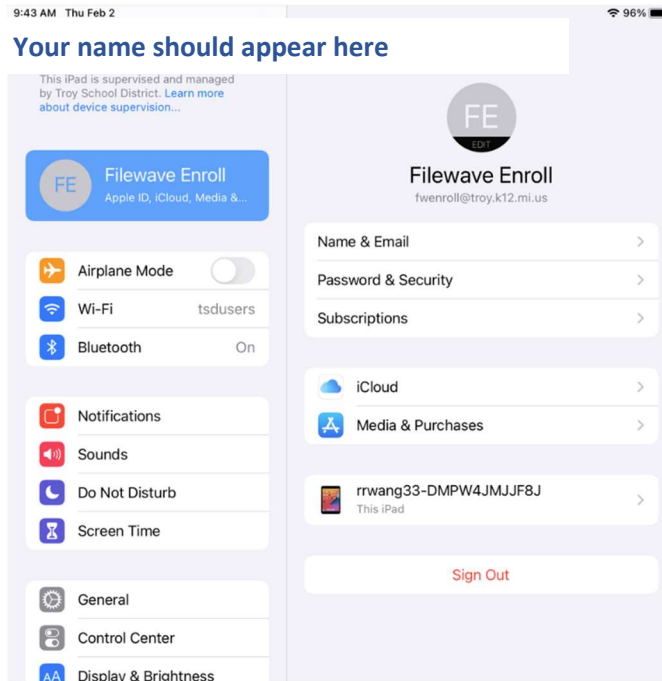 9:43 AM Thu Feb 2
96%
Your name should appear here
This iPad is supervised and managed
by Troy School District. Learn more
about device supervision...
FE
Filewave Enroll
Apple ID, iCloud, Media &...
Airplane Mode
Wi-Fi tsdusers
Bluetooth On
Notifications
Sounds
Do Not Disturb
Screen Time
General
Control Center
AA Display & Brightness
FE
EDIT
Filewave Enroll
fwenroll@troy.k12.mi.us
Name & Email
Password & Security
Subscriptions
iCloud
Media & Purchases
rrwang33-DMPW4JMJJF8J
This iPad
Sign Out